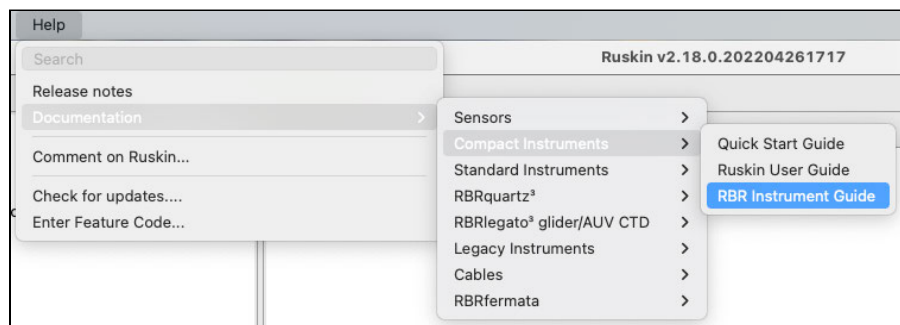 Help
Search
Ruskin v2.18.0.202204261717
Release notes
Documentation
Comment on Ruskin...
Check for updates....
Enter Feature Code...
Sensors
Compact Instruments
Standard Instruments
RBRquartz³
RBRlegato³ glider/AUV CTD
Legacy Instruments
Cables
RBRfermata
Quick Start Guide
Ruskin User Guide
RBR Instrument Guide